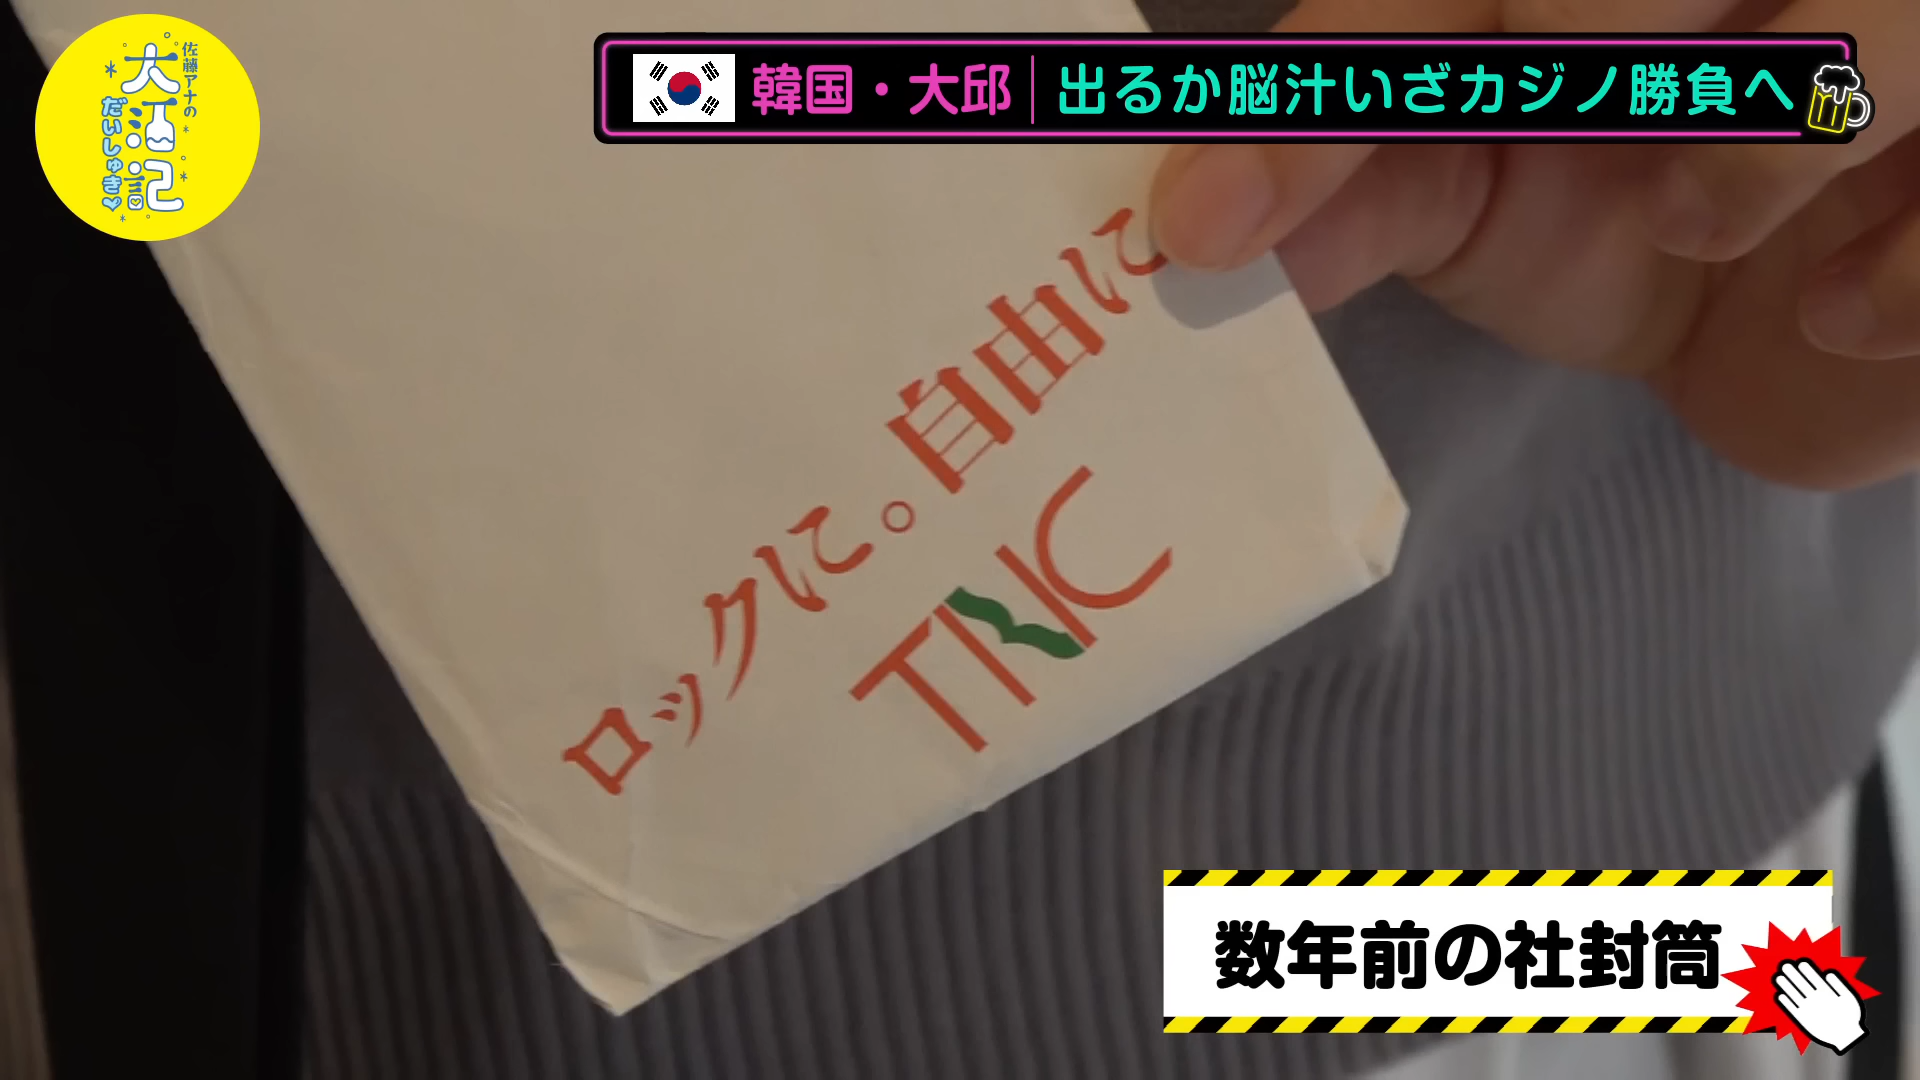 佐藤アナの
大酒記
だいしゅき
韓国・大邱
出るか脳汁いざカジノ勝負へ
ロックに。自由に
TNC
数年前の社封筒